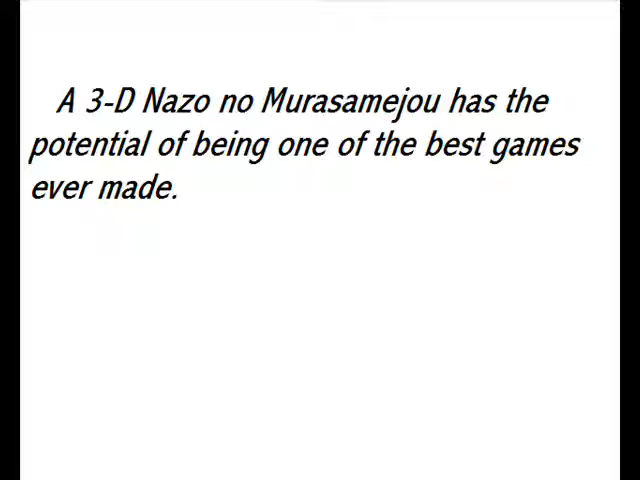 A 3-D Nazo no Murasamejou has the
potential of being one of the best games
ever made.